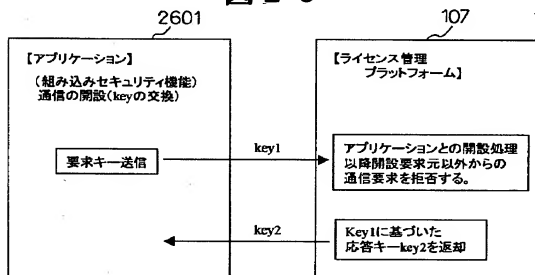 2601
107
【アプリケーション】
(組み込みセキュリティ機能)
通信の開設(keyの交換)
要求キー送信
key1
key2
【ライセンス管理
プラットフォーム】
アプリケーションとの開設処理
以降開設要求元以外からの
通信要求を拒否する。
Key1に基づいた
応答キーkey2を返却